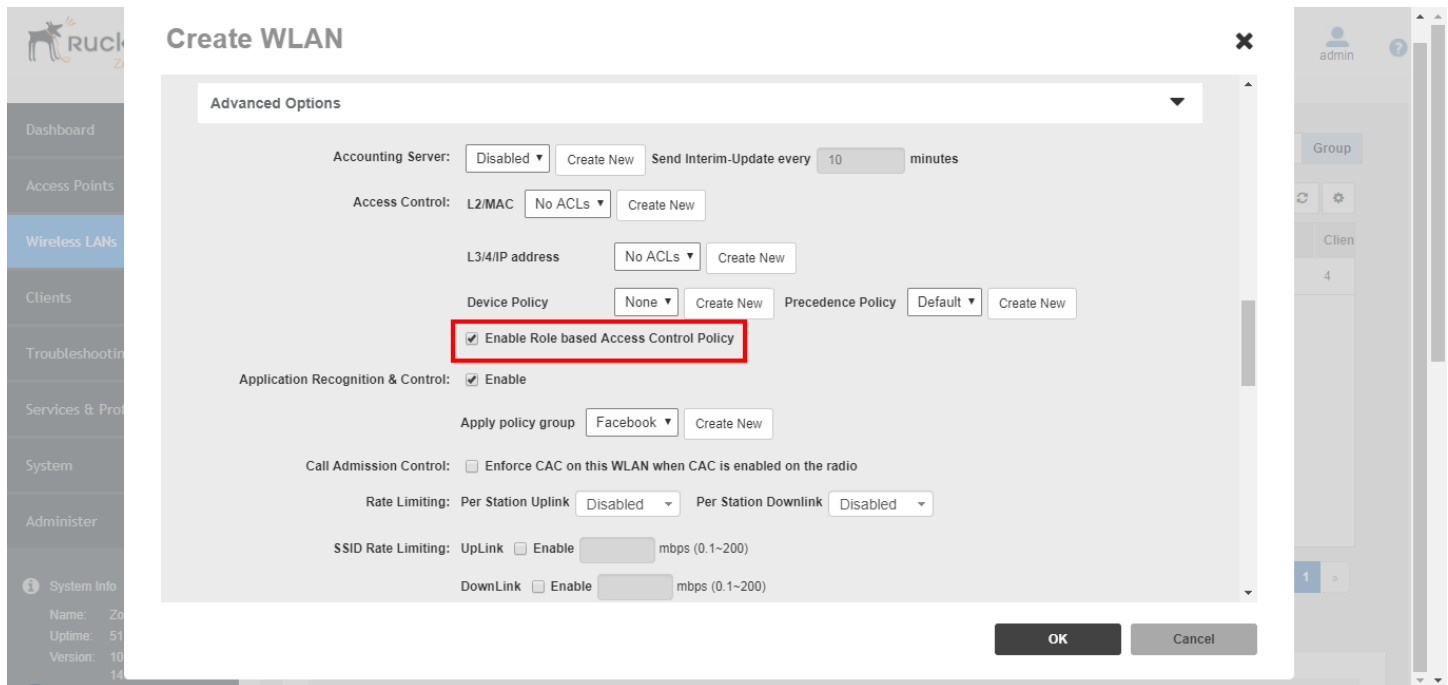 RUCK
Create WLAN
admin
Advanced Options
Dashboard
Accounting Server: Disabled Create New Send Interim-Update every 10 minutes
Group
Access Points
Access Control: L2/MAC No ACLs Create New
Wireless LANs
Clien
L3/4/IP address No ACLs Create New
4
Clients
Device Policy None Create New Precedence Policy Default Create New
Enable Role based Access Control Policy
Troubleshootin
Application Recognition & Control: Enable
Services & Prof
Apply policy group Facebook Create New
System
Call Admission Control: Enforce CAC on this WLAN when CAC is enabled on the radio
Rate Limiting: Per Station Uplink Disabled Per Station Downlink Disabled
Administer
SSID Rate Limiting: UpLink Enable mbps (0.1~200)
System Info
1 »
DownLink Enable mbps (0.1~200)
Name: Zo
Uptime: 51
OK Cancel
Version: 10
14